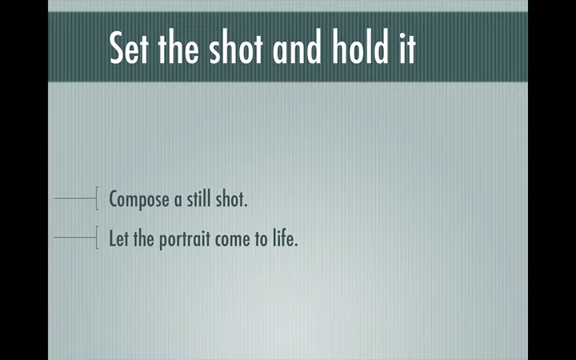 Set the shot and hold it
Compose a still shot.
Let the portrait come to life.